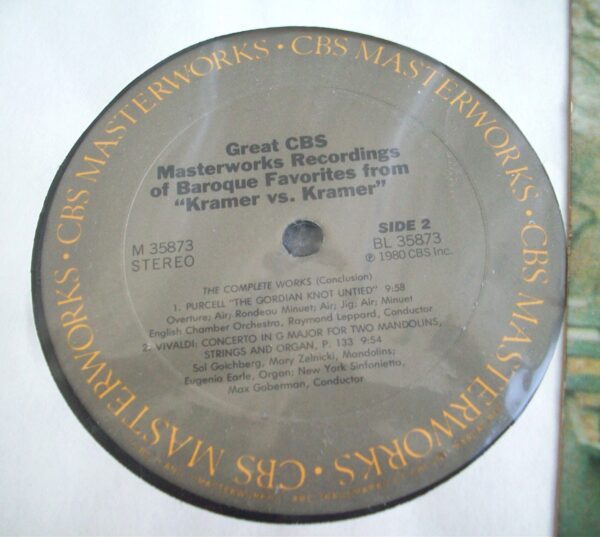 CBS MASTERWORKS · CBS MASTERWORKS · CBS MASTERWORKS · CBS MASTERWORKS ·
Great CBS
Masterworks Recordings
of Baroque Favorites from
"Kramer vs. Kramer"
M 35873
STEREO
SIDE 2
BL 35873
℗ 1980 CBS Inc.
THE COMPLETE WORKS (Conclusion)
1. PURCELL "THE GORDIAN KNOT UNTIED" 9:58
Overture; Air; Rondeau Minuet; Air; Jig; Air; Minuet
English Chamber Orchestra, Raymond Leppard, Conductor
2. VIVALDI: CONCERTO IN G MAJOR FOR TWO MANDOLINS,
STRINGS AND ORGAN, P. 133 9:54
Sol Goichberg, Mary Zelnicki, Mandolins;
Eugenia Earle, Organ; New York Sinfonietta,
Max Goberman, Conductor